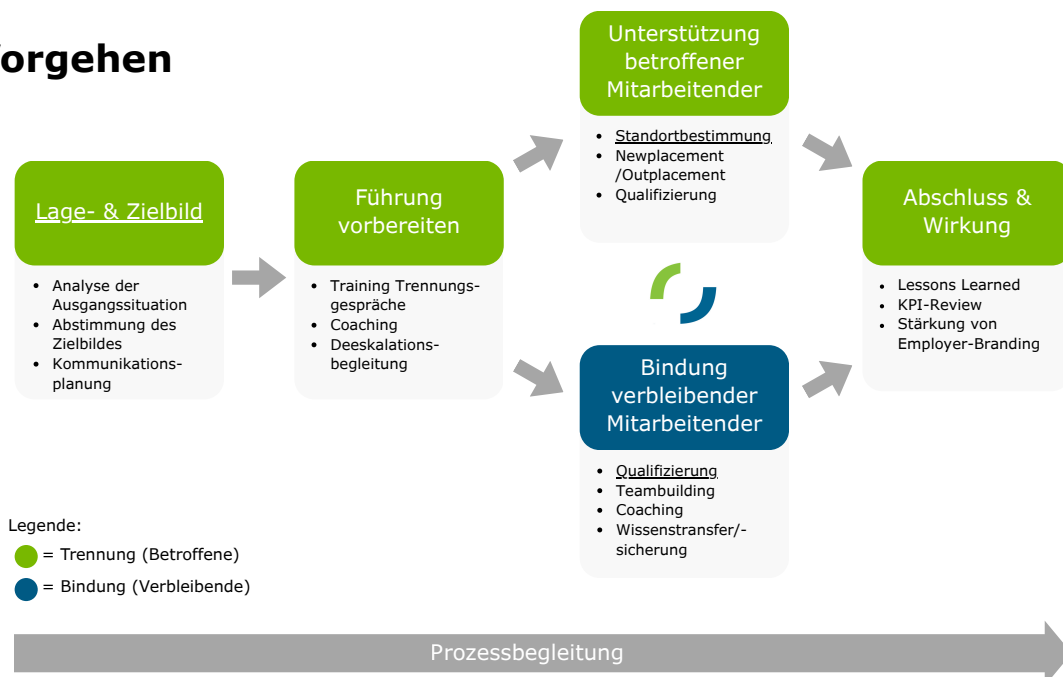 orgehen
Lage- & Zielbild
• Analyse der
Ausgangssituation
• Abstimmung des
Zielbildes
• Kommunikations-
planung
Führung
vorbereiten
• Training Trennungs-
gespräche
• Coaching
• Deeskalations-
begleitung
Unterstützung
betroffener
Mitarbeitender
• Standortbestimmung
• Newplacement
/Outplacement
• Qualifizierung
Bindung
verbleibender
Mitarbeitender
• Qualifizierung
• Teambuilding
• Coaching
• Wissenstransfer/-
sicherung
Abschluss &
Wirkung
• Lessons Learned
• KPI-Review
• Stärkung von
Employer-Branding
Legende:
= Trennung (Betroffene)
= Bindung (Verbleibende)
Prozessbegleitung